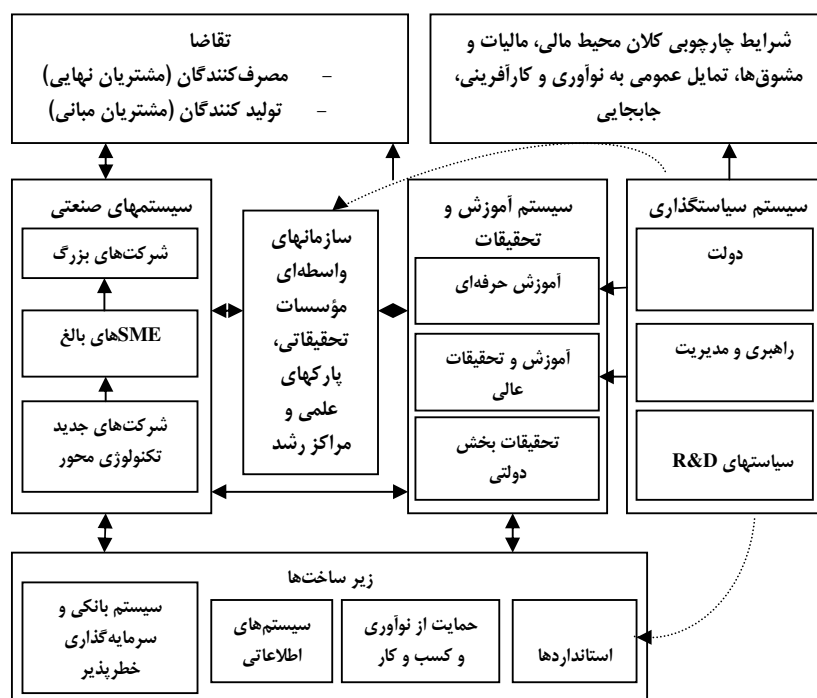 تقاضا
– مصرف‌کنندگان (مشتریان نهایی)
– تولید کنندگان (مشتریان مبانی)
شرایط چارچوبی کلان محیط مالی، مالیات و
مشوق‌ها، تمایل عمومی به نوآوری و کارآفرینی،
جابجایی
سیستمهای صنعتی
شرکت‌های بزرگ
SMEهای بالغ
شرکت‌های جدید
تکنولوژی محور
سازمانهای
واسطه‌ای
مؤسسات
تحقیقاتی،
پارکهای
علمی و
مراکز رشد
سیستم آموزش و
تحقیقات
آموزش حرفه‌ای
آموزش و تحقیقات
عالی
تحقیقات بخش
دولتی
سیستم سیاستگذاری
دولت
راهبری و مدیریت
سیاستهای R&D
زیر ساخت‌ها
سیستم بانکی و
سرمایه‌گذاری
خطرپذیر
سیستم‌های
اطلاعاتی
حمایت از نوآوری
و کسب و کار
استانداردها